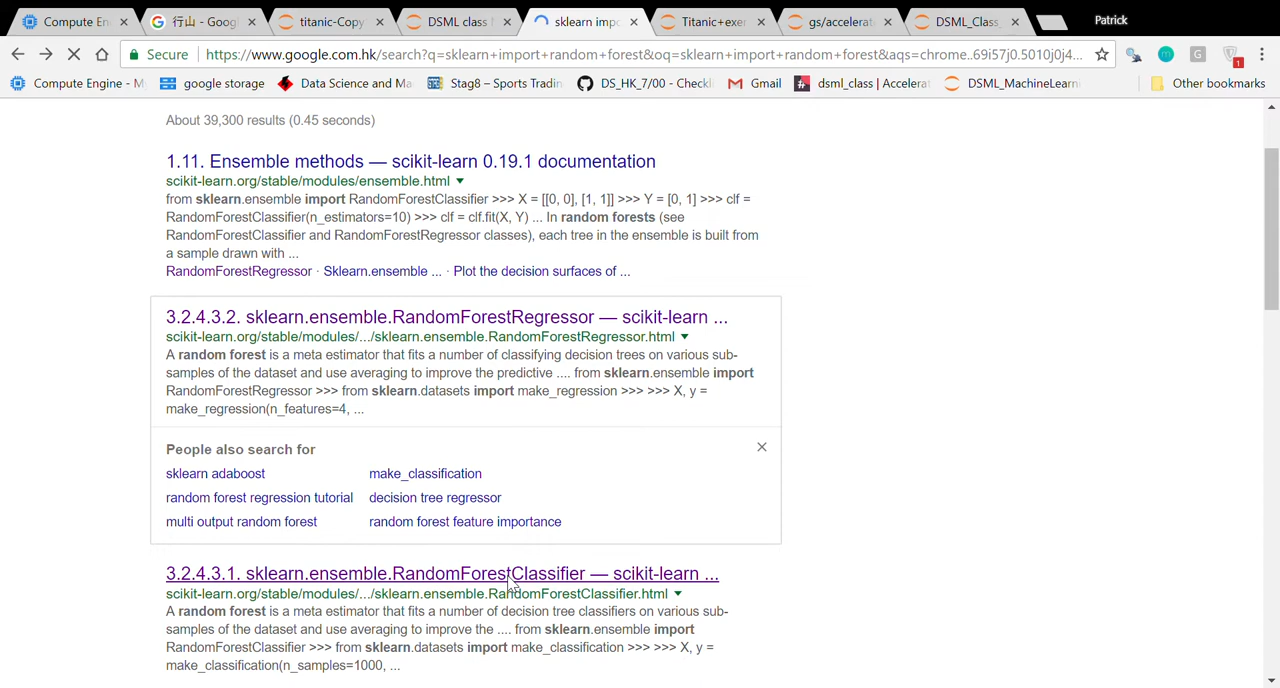 Compute En
行山 - Goog
titanic-Copy
DSML class N
sklearn impo
Titanic+exer
gs/accelerat
DSML_Class_
Patrick
Secure
https://www.google.com.hk/search?q=sklearn+import+random+forest&oq=sklearn+import+random+forest&aqs=chrome..69i57j0.5010j0j4...
1
Compute Engine - M
google storage
Data Science and Ma
Stag8 – Sports Tradin
DS_HK_7/00 - Checkl
Gmail
dsml_class | Accelerat
DSML_MachineLearni
Other bookmarks
About 39,300 results (0.45 seconds)
1.11. Ensemble methods — scikit-learn 0.19.1 documentation
scikit-learn.org/stable/modules/ensemble.html
from sklearn.ensemble import RandomForestClassifier >>> X = [[0, 0], [1, 1]] >>> Y = [0, 1] >>> clf =
RandomForestClassifier(n_estimators=10) >>> clf = clf.fit(X, Y) ... In random forests (see
RandomForestClassifier and RandomForestRegressor classes), each tree in the ensemble is built from
a sample drawn with ...
RandomForestRegressor · Sklearn.ensemble ... · Plot the decision surfaces of ...
3.2.4.3.2. sklearn.ensemble.RandomForestRegressor — scikit-learn ...
scikit-learn.org/stable/modules/.../sklearn.ensemble.RandomForestRegressor.html
A random forest is a meta estimator that fits a number of classifying decision trees on various sub-
samples of the dataset and use averaging to improve the predictive .... from sklearn.ensemble import
RandomForestRegressor >>> from sklearn.datasets import make_regression >>> >>> X, y =
make_regression(n_features=4, ...
People also search for
sklearn adaboost
make_classification
random forest regression tutorial
decision tree regressor
multi output random forest
random forest feature importance
3.2.4.3.1. sklearn.ensemble.RandomForestClassifier — scikit-learn ...
scikit-learn.org/stable/modules/.../sklearn.ensemble.RandomForestClassifier.html
A random forest is a meta estimator that fits a number of decision tree classifiers on various sub-
samples of the dataset and use averaging to improve the .... from sklearn.ensemble import
RandomForestClassifier >>> from sklearn.datasets import make_classification >>> >>> X, y =
make_classification(n_samples=1000, ...